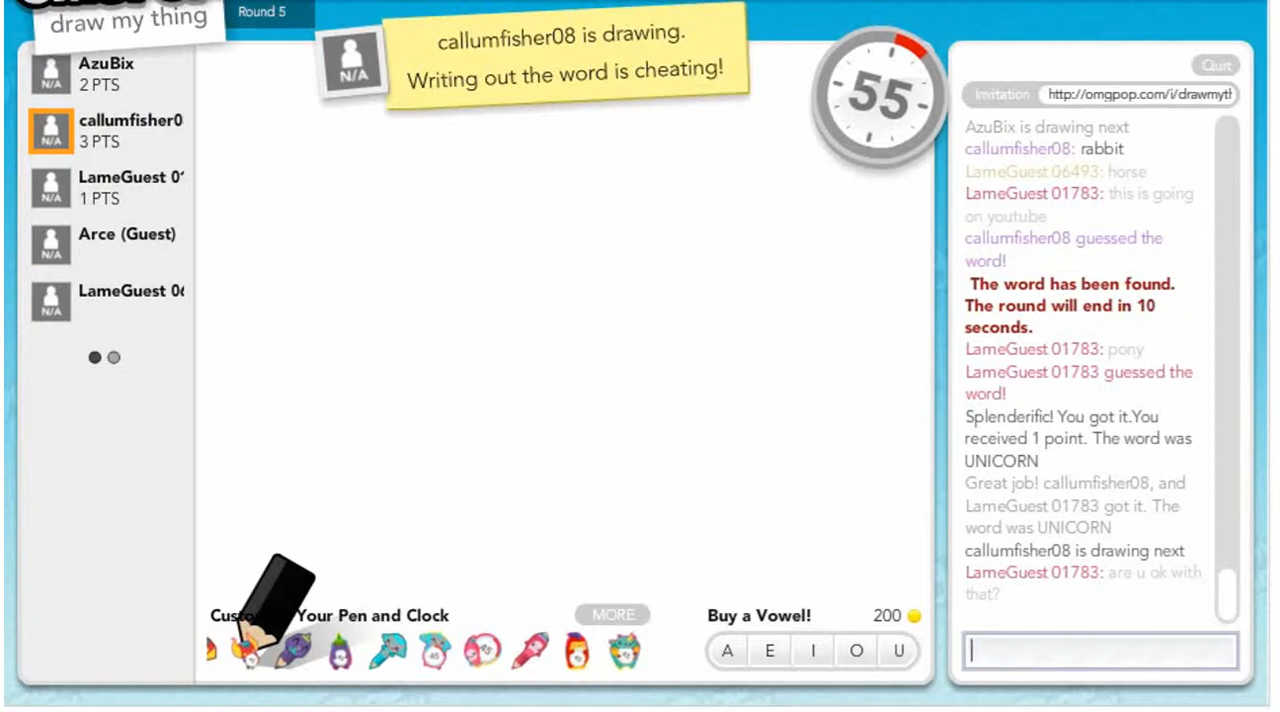 draw my thing
Round 5
callumfisher08 is drawing.
Writing out the word is cheating!
55
N/A
AzuBix
2 PTS
N/A
callumfisher0
3 PTS
N/A
LameGuest 0
1 PTS
N/A
Arce (Guest)
N/A
LameGuest 0
N/A
Quit
Invitation http://omgpop.com/i/drawmyth
AzuBix is drawing next
callumfisher08: rabbit
LameGuest 06493: horse
LameGuest 01783: this is going
on youtube
callumfisher08 guessed the
word!
The word has been found.
The round will end in 10
seconds.
LameGuest 01783: pony
LameGuest 01783 guessed the
word!
Splenderific! You got it.You
received 1 point. The word was
UNICORN
Great job! callumfisher08, and
LameGuest 01783 got it. The
word was UNICORN
callumfisher08 is drawing next
LameGuest 01783: are u ok with
that?
Your Pen and Clock
MORE
Buy a Vowel! 200
A E I O U